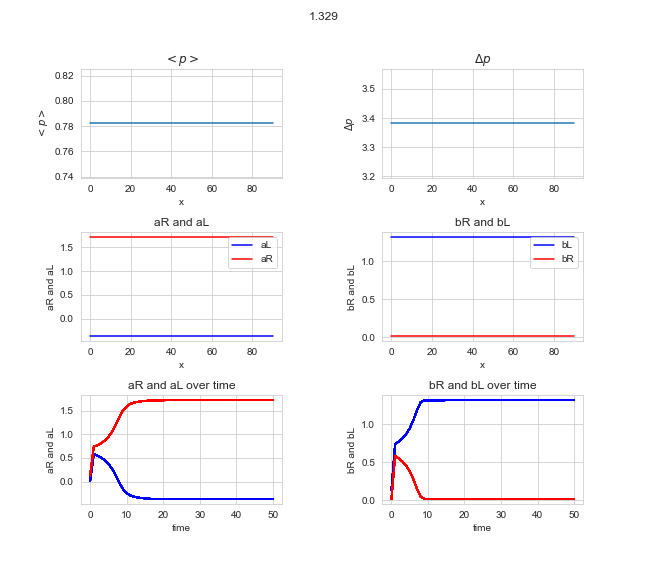 1.329
< p >
Δp
0.82
0.80
0.78
0.76
0.74
< p >
0 20 40 60 80
x
3.5
3.4
3.3
3.2
Δp
0 20 40 60 80
x
aR and aL
bR and bL
1.5
1.0
0.5
0.0
aR and aL
aL
aR
0 20 40 60 80
x
1.0
0.5
0.0
bR and bL
bL
bR
0 20 40 60 80
x
aR and aL over time
bR and bL over time
1.5
1.0
0.5
0.0
aR and aL
0 10 20 30 40 50
time
1.0
0.5
0.0
bR and bL
0 10 20 30 40 50
time